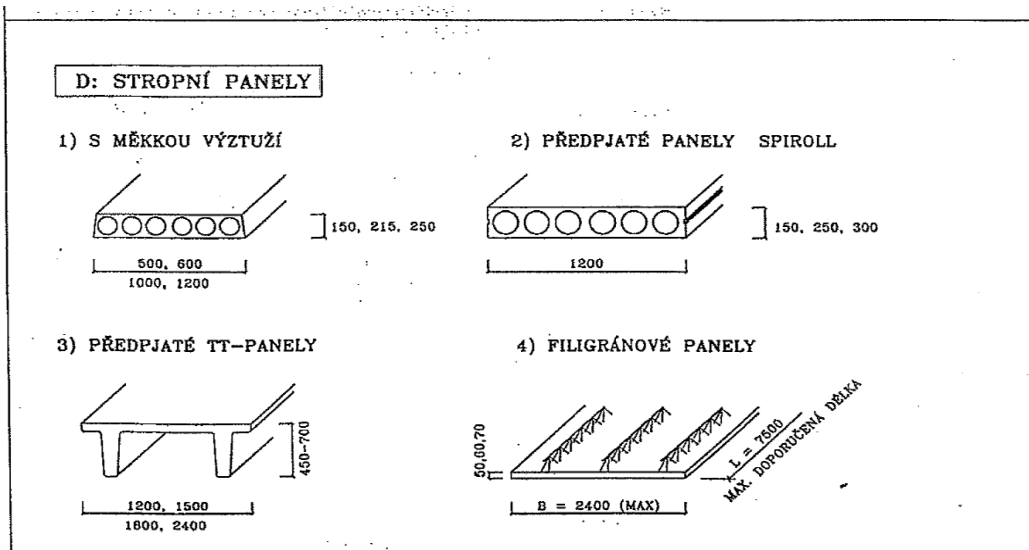 D: STROPNÍ PANELY
1) S MĚKKOU VÝZTUŽÍ
150, 215, 250
500, 600
1000, 1200
2) PŘEDPJATÉ PANELY SPIROLL
150, 250, 300
1200
3) PŘEDPJATÉ TT-PANELY
450-700
1200, 1500
1800, 2400
4) FILIGRÁNOVÉ PANELY
50,60,70
B = 2400 (MAX)
L = 7500
MAX. DOPORUČENÁ DÉLKA